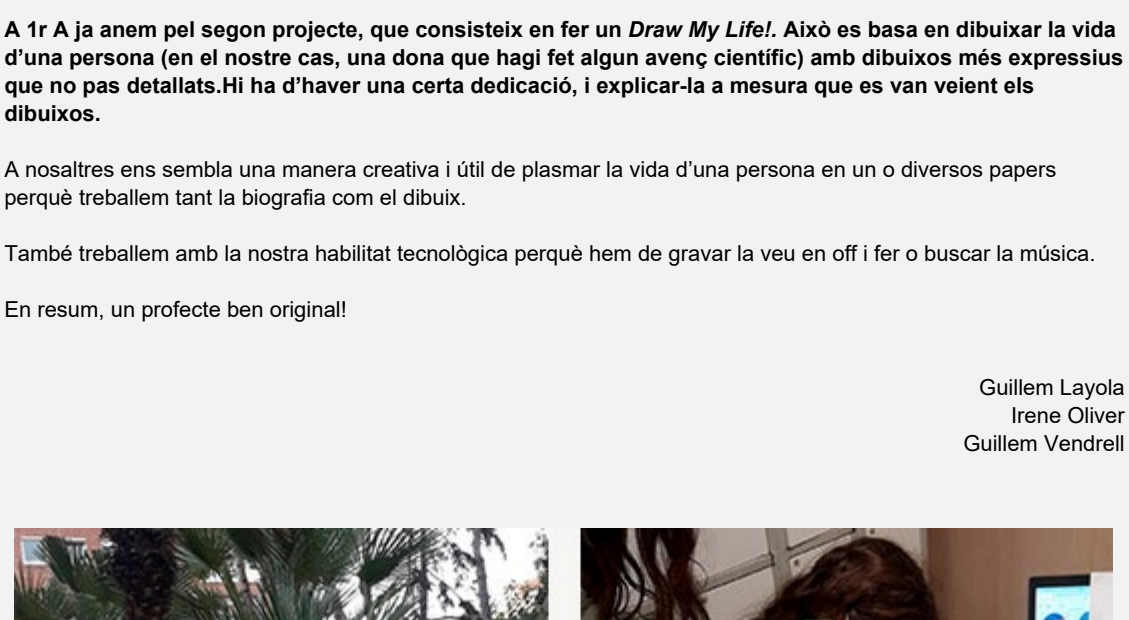 A 1r A ja anem pel segon projecte, que consisteix en fer un Draw My Life!. Això es basa en dibuixar la vida
d’una persona (en el nostre cas, una dona que hagi fet algun avenç científic) amb dibuixos més expressius
que no pas detallats.Hi ha d’haver una certa dedicació, i explicar-la a mesura que es van veient els
dibuixos.
A nosaltres ens sembla una manera creativa i útil de plasmar la vida d’una persona en un o diversos papers
perquè treballem tant la biografia com el dibuix.
També treballem amb la nostra habilitat tecnològica perquè hem de gravar la veu en off i fer o buscar la música.
En resum, un profecte ben original!
Guillem Layola
Irene Oliver
Guillem Vendrell